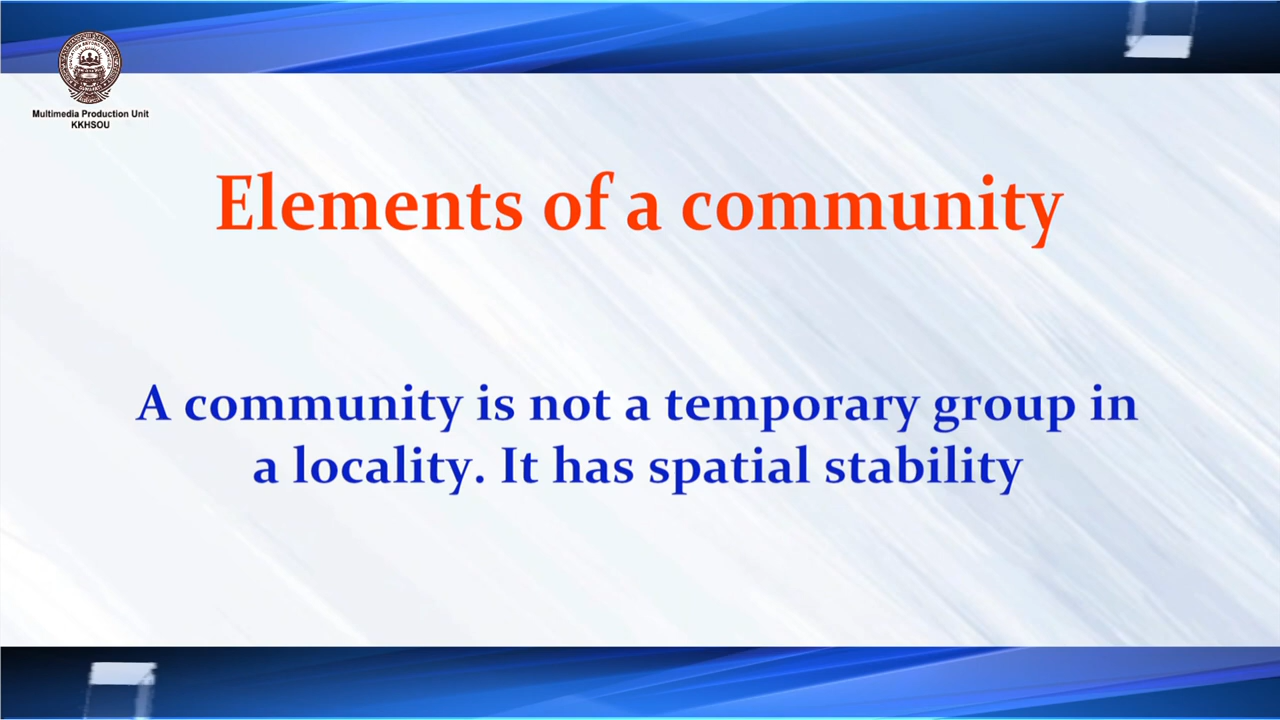 Multimedia Production Unit
KKHSOU
Elements of a community
A community is not a temporary group in
a locality. It has spatial stability